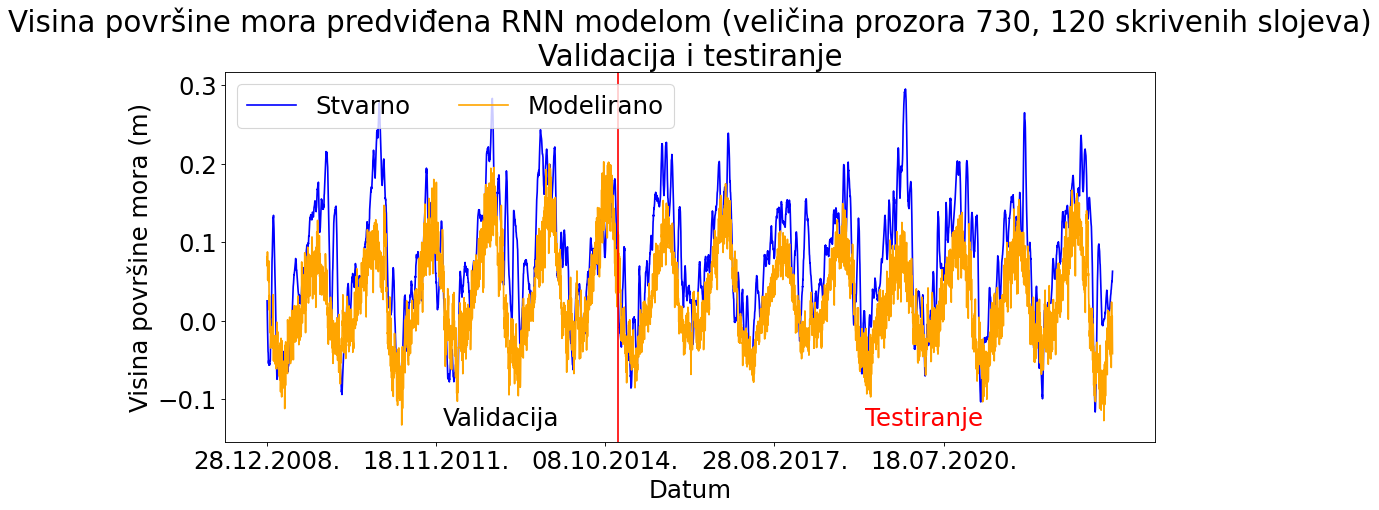 Visina površine mora predviđena RNN modelom (veličina prozora 730, 120 skrivenih slojeva)
Validacija i testiranje
Stvarno Modelirano
Visina površine mora (m)
0.3
0.2
0.1
0.0
−0.1
Validacija Testiranje
28.12.2008. 18.11.2011. 08.10.2014. 28.08.2017. 18.07.2020.
Datum